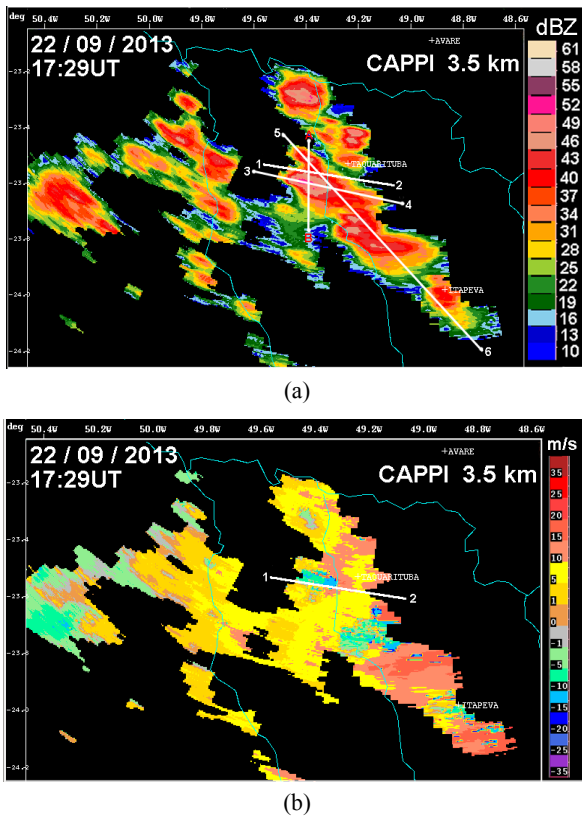 deg 50.4W 50.2W 50.0W 49.8W 49.6W 49.4W 49.2W 49.0W 48.8W 48.6W
22 / 09 / 2013
17:29UT
+AVARE
CAPPI 3.5 km
dBZ
61
58
55
52
49
46
43
40
37
34
31
28
25
22
19
16
13
10
-23.2
-23.4
-23.6
-23.8
-24.0
-24.2
5
1
3
+TAQUARITUBA
2
4
+ITAPEVA
6
(a)
deg 50.4W 50.2W 50.0W 49.8W 49.6W 49.4W 49.2W 49.0W 48.8W 48.6W
22 / 09 / 2013
17:29UT
+AVARE
CAPPI 3.5 km
m/s
35
25
20
15
10
5
1
0
-1
-5
-10
-15
-20
-25
-35
-23.2
-23.4
-23.6
-23.8
-24.0
-24.2
1
+TAQUARITUBA
2
+ITAPEVA
(b)